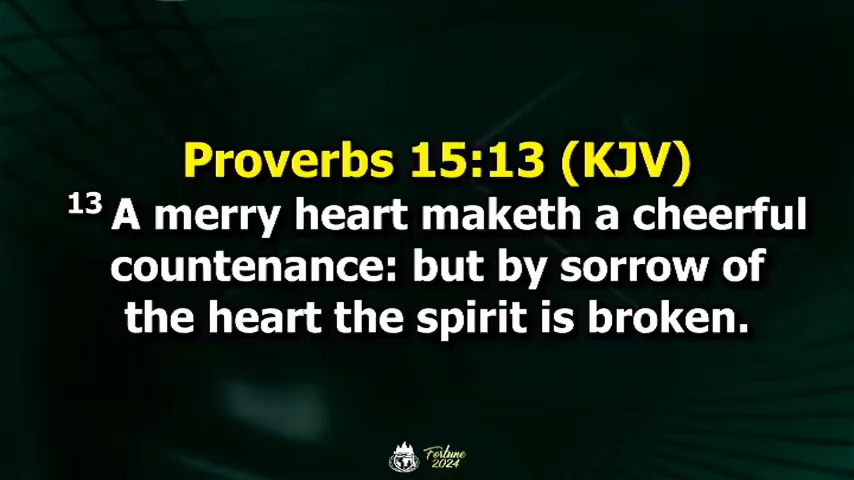 Proverbs 15:13 (KJV)
13 A merry heart maketh a cheerful
countenance: but by sorrow of
the heart the spirit is broken.
Fortune
2024